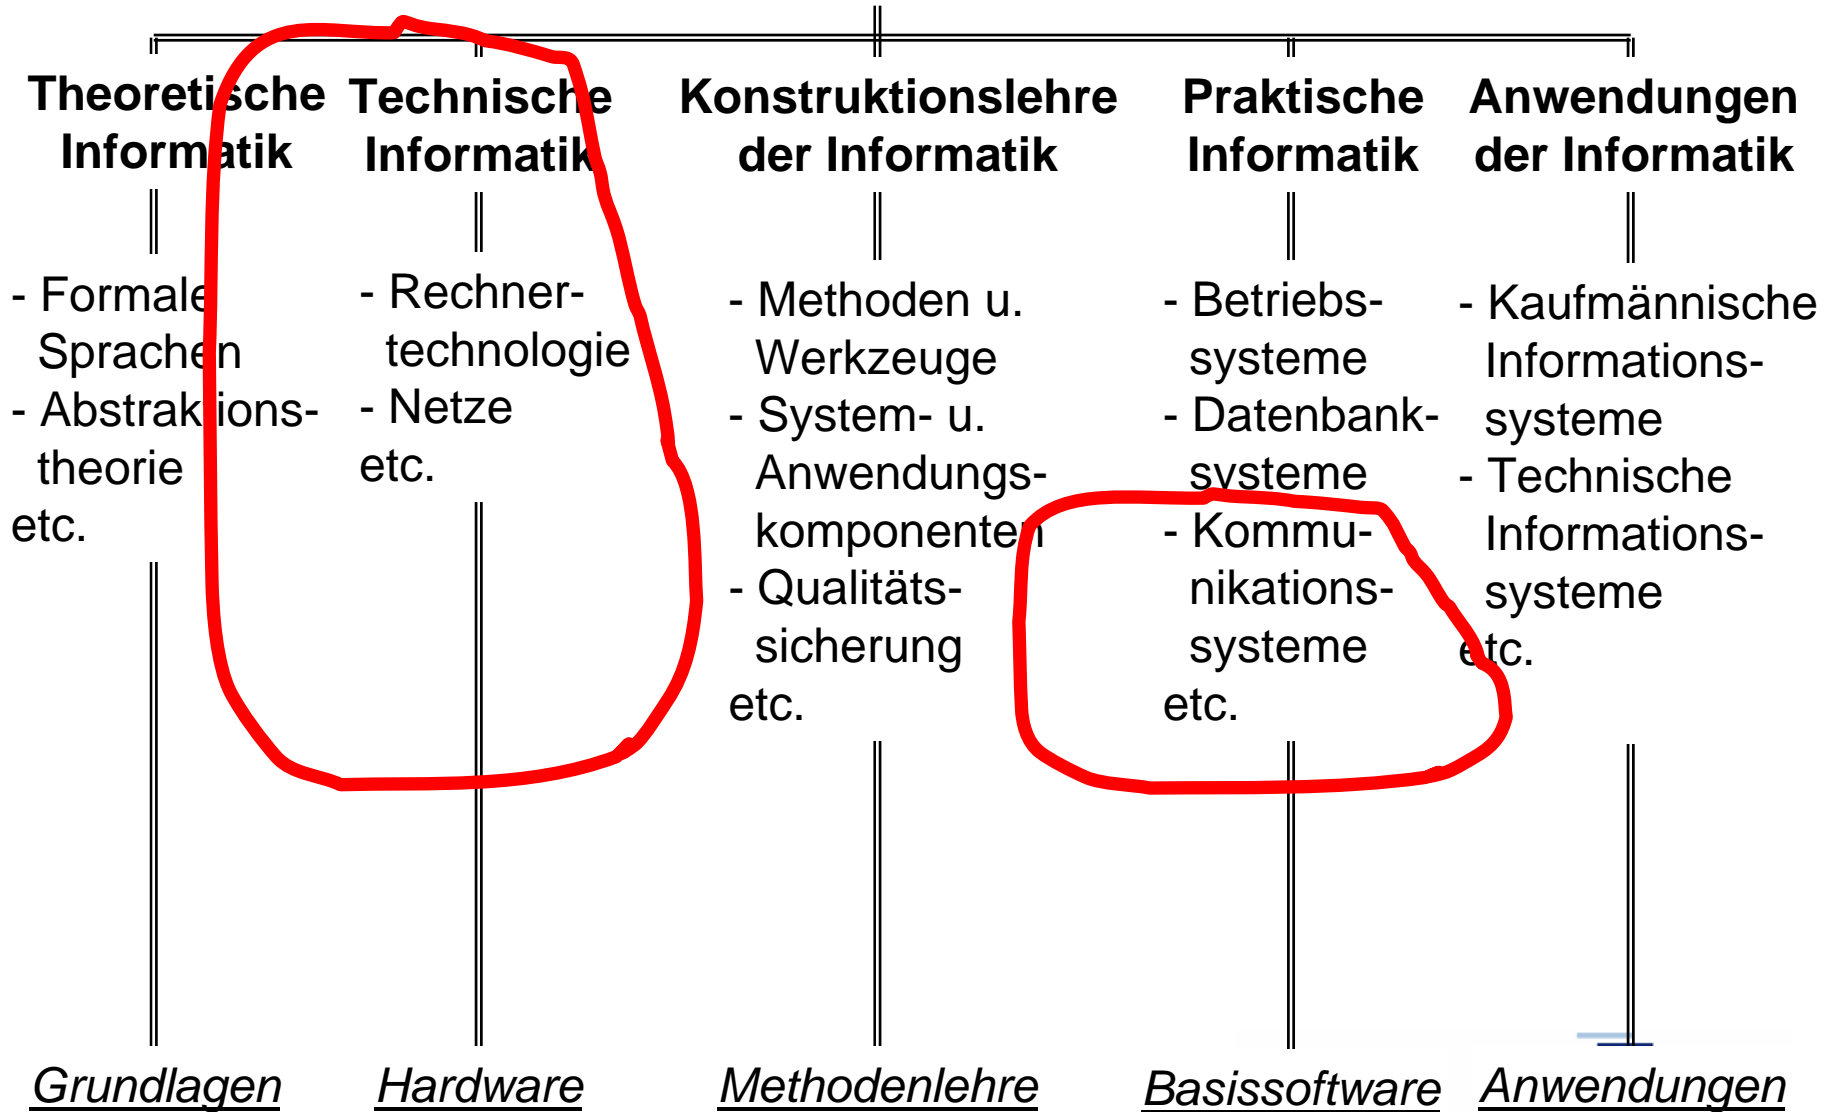 Theoretische
Informatik
- Formale
Sprachen
- Abstraktions-
theorie
etc.
Grundlagen
Technische
Informatik
- Rechner-
technologie
- Netze
etc.
Hardware
Konstruktionslehre
der Informatik
- Methoden u.
Werkzeuge
- System- u.
Anwendungs-
komponenten
- Qualitäts-
sicherung
etc.
Methodenlehre
Praktische
Informatik
- Betriebs-
systeme
- Datenbank-
systeme
- Kommu-
nikations-
systeme
etc.
Basissoftware
Anwendungen
der Informatik
- Kaufmännische
Informations-
systeme
- Technische
Informations-
systeme
etc.
Anwendungen